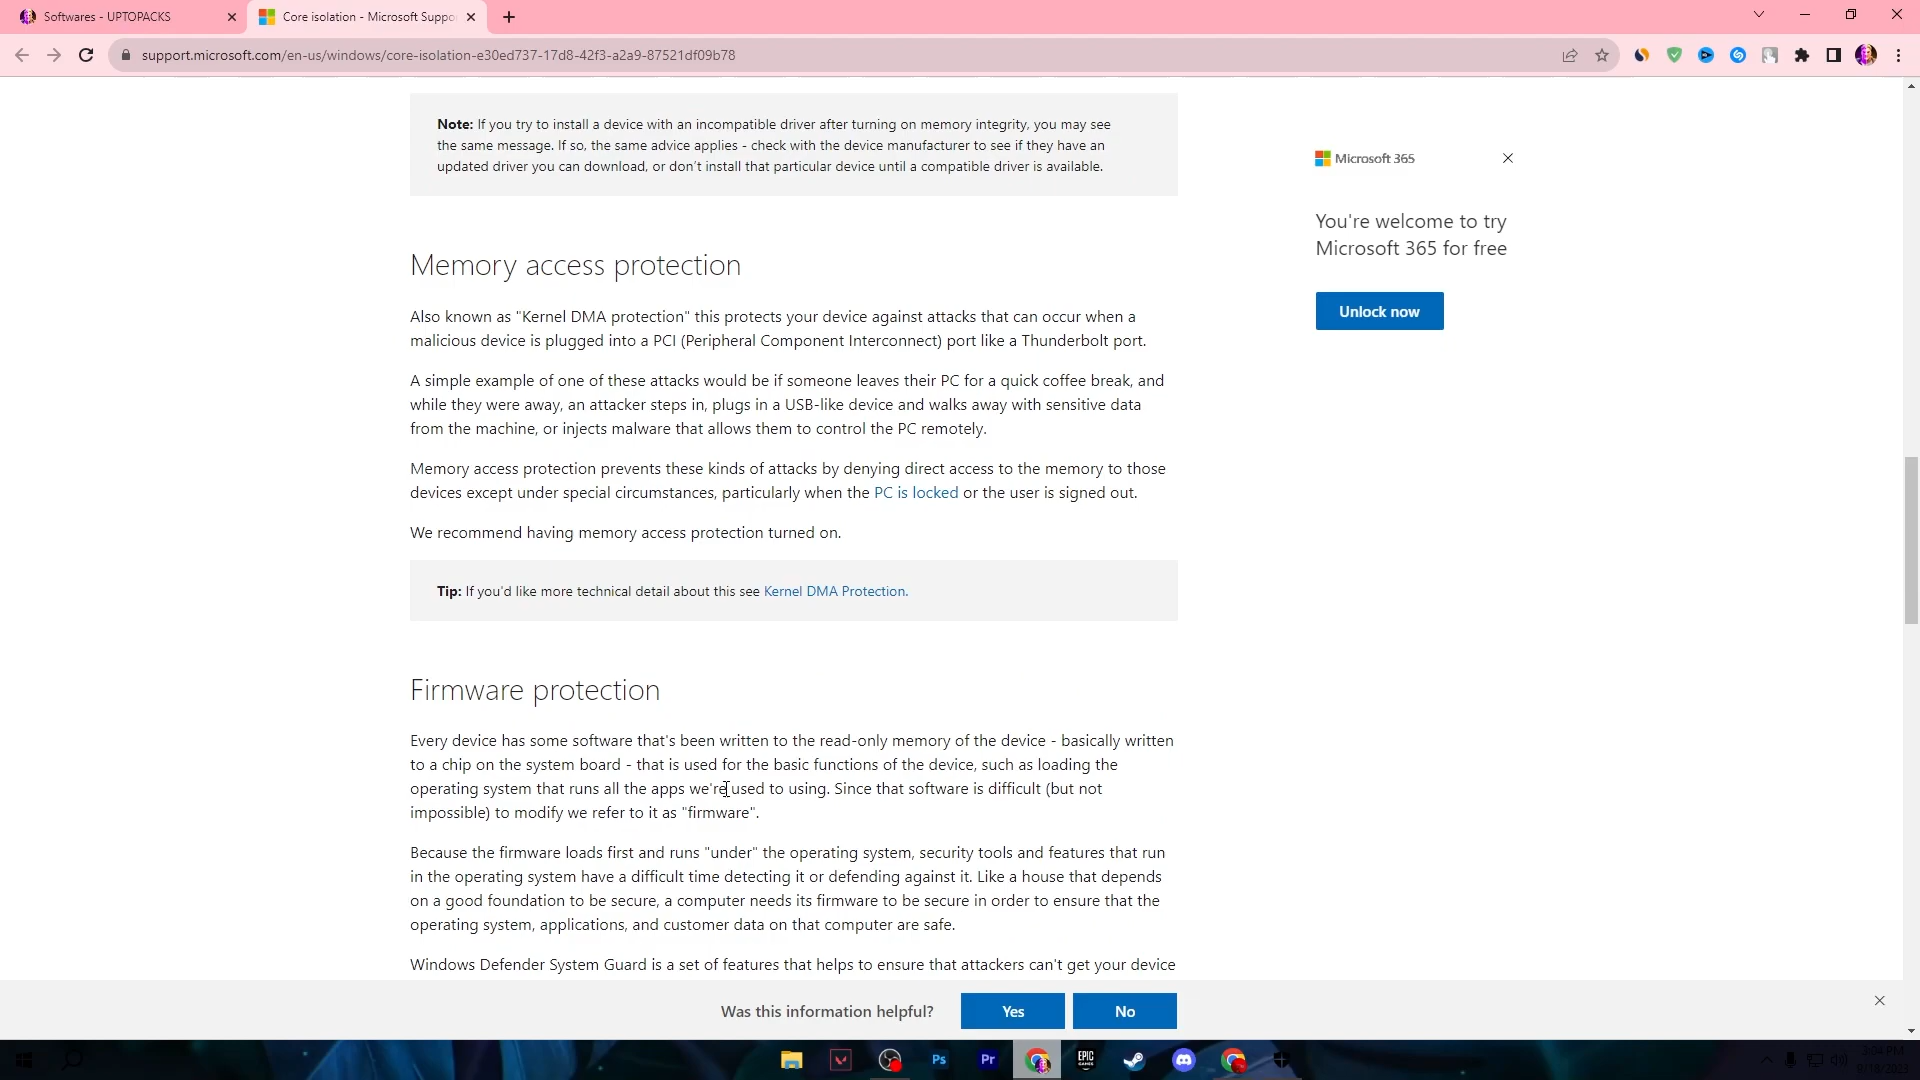 Softwares - UPTOPACKS
Core isolation - Microsoft Suppo
support.microsoft.com/en-us/windows/core-isolation-e30ed737-17d8-42f3-a2a9-87521df09b78
Note: If you try to install a device with an incompatible driver after turning on memory integrity, you may see
the same message. If so, the same advice applies - check with the device manufacturer to see if they have an
updated driver you can download, or don't install that particular device until a compatible driver is available.
Microsoft 365
You're welcome to try
Microsoft 365 for free
Unlock now
Memory access protection
Also known as "Kernel DMA protection" this protects your device against attacks that can occur when a
malicious device is plugged into a PCI (Peripheral Component Interconnect) port like a Thunderbolt port.
A simple example of one of these attacks would be if someone leaves their PC for a quick coffee break, and
while they were away, an attacker steps in, plugs in a USB-like device and walks away with sensitive data
from the machine, or injects malware that allows them to control the PC remotely.
Memory access protection prevents these kinds of attacks by denying direct access to the memory to those
devices except under special circumstances, particularly when the PC is locked or the user is signed out.
We recommend having memory access protection turned on.
Tip: If you'd like more technical detail about this see Kernel DMA Protection.
Firmware protection
Every device has some software that's been written to the read-only memory of the device - basically written
to a chip on the system board - that is used for the basic functions of the device, such as loading the
operating system that runs all the apps we're used to using. Since that software is difficult (but not
impossible) to modify we refer to it as "firmware".
Because the firmware loads first and runs "under" the operating system, security tools and features that run
in the operating system have a difficult time detecting it or defending against it. Like a house that depends
on a good foundation to be secure, a computer needs its firmware to be secure in order to ensure that the
operating system, applications, and customer data on that computer are safe.
Windows Defender System Guard is a set of features that helps to ensure that attackers can't get your device
Was this information helpful?
Yes
No
Ps
Pr
EPIC
GAMES